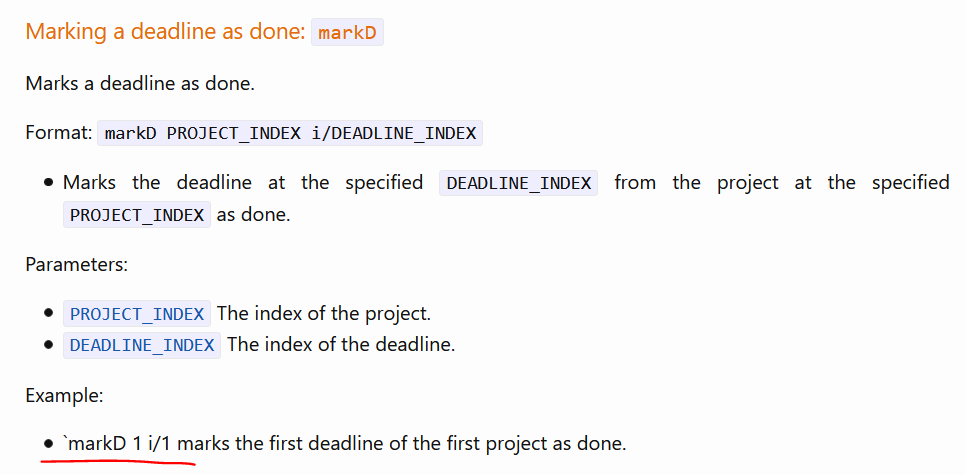 Marking a deadline as done: markD
Marks a deadline as done.
Format: markD PROJECT_INDEX i/DEADLINE_INDEX
Marks the deadline at the specified DEADLINE_INDEX from the project at the specified
PROJECT_INDEX as done.
Parameters:
PROJECT_INDEX The index of the project.
DEADLINE_INDEX The index of the deadline.
Example:
`markD 1 i/1 marks the first deadline of the first project as done.